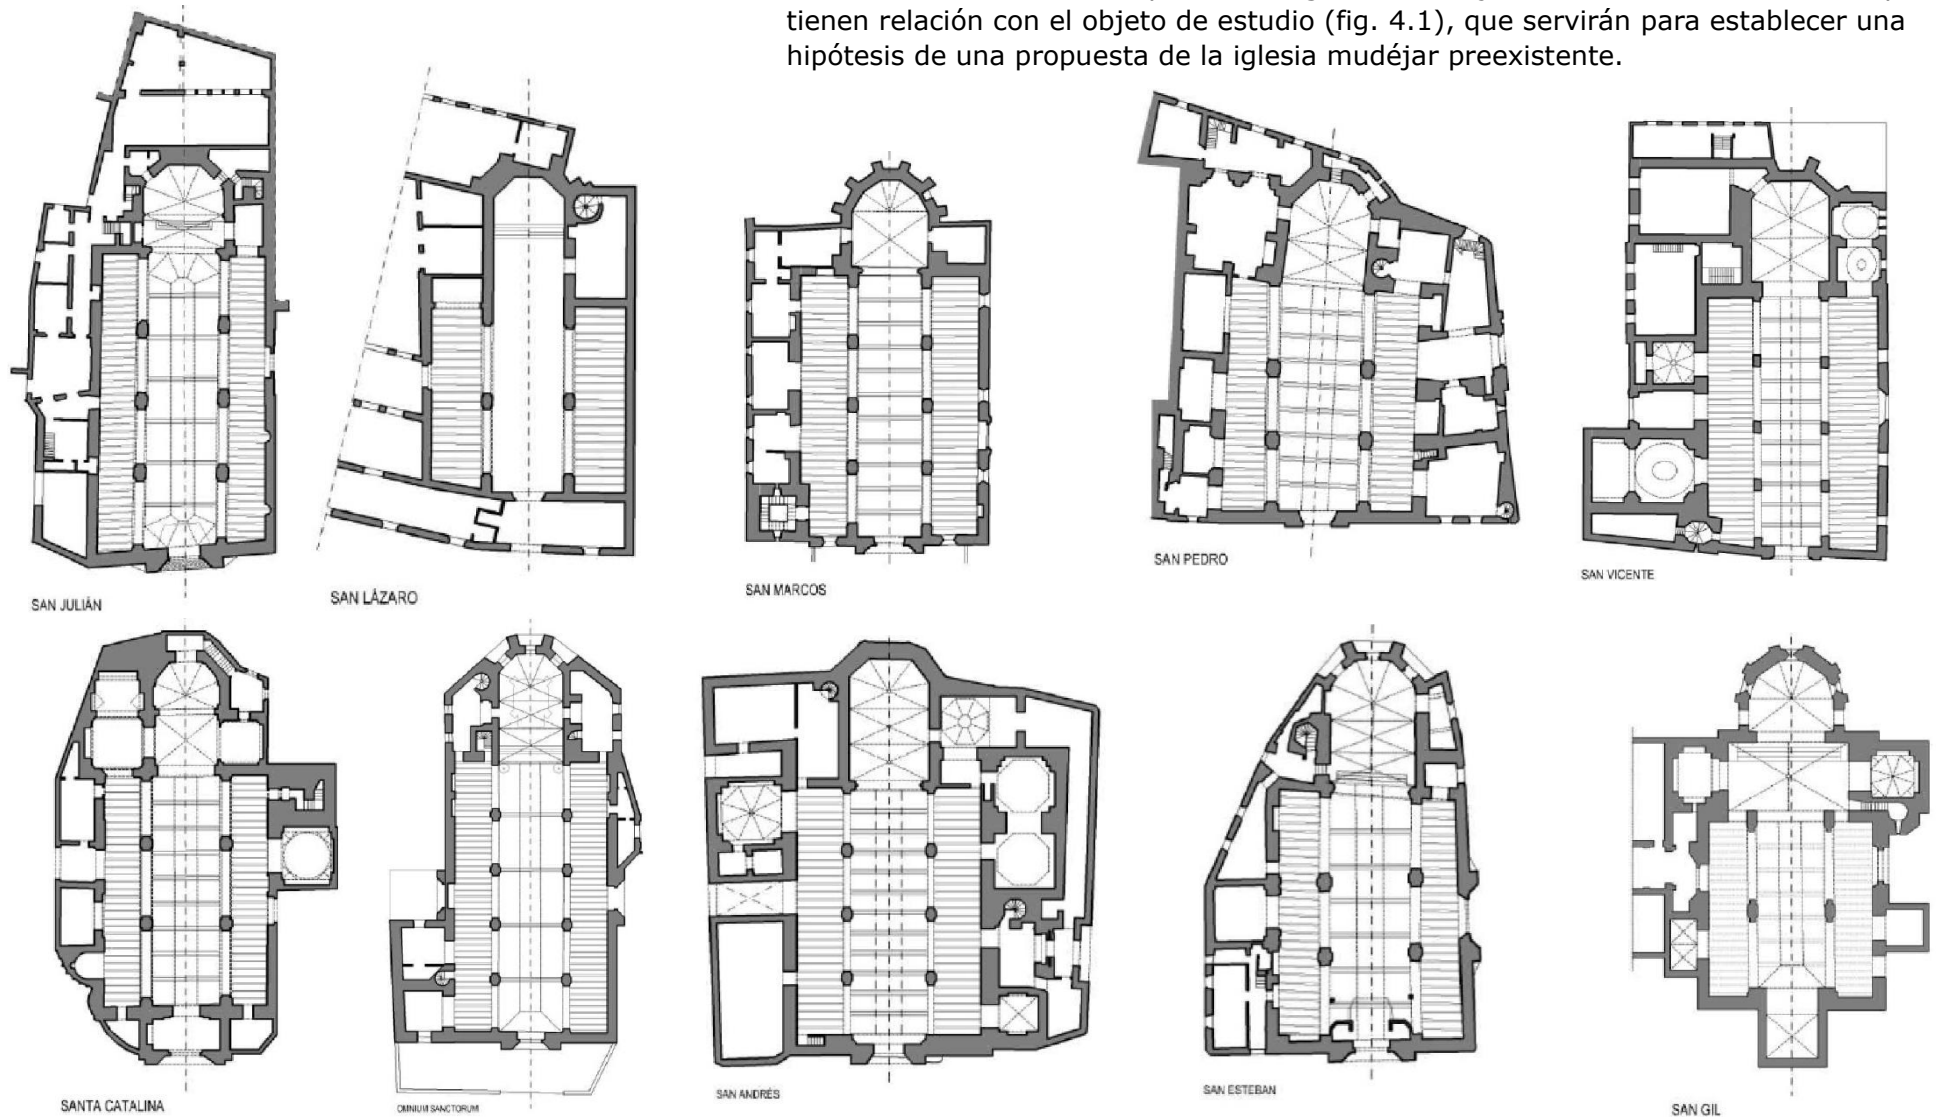 tienen relación con el objeto de estudio (fig. 4.1), que servirán para establecer una
hipótesis de una propuesta de la iglesia mudéjar preexistente.
SAN JULIÁN
SAN LÁZARO
SAN MARCOS
SAN PEDRO
SAN VICENTE
SANTA CATALINA
OMNIUM SANCTORUM
SAN ANDRÉS
SAN ESTEBAN
SAN GIL